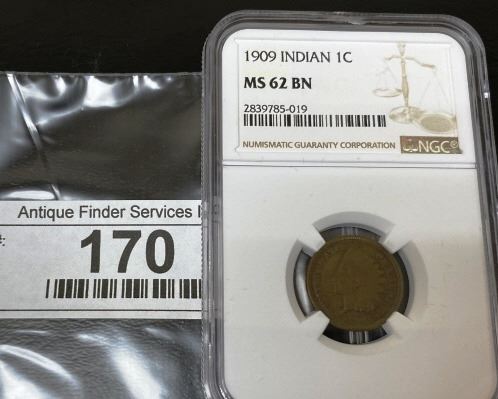 1909 INDIAN 1C
MS 62 BN
2839785-019
NUMISMATIC GUARANTY CORPORATION
NGC®
Antique Finder Services
#:
170